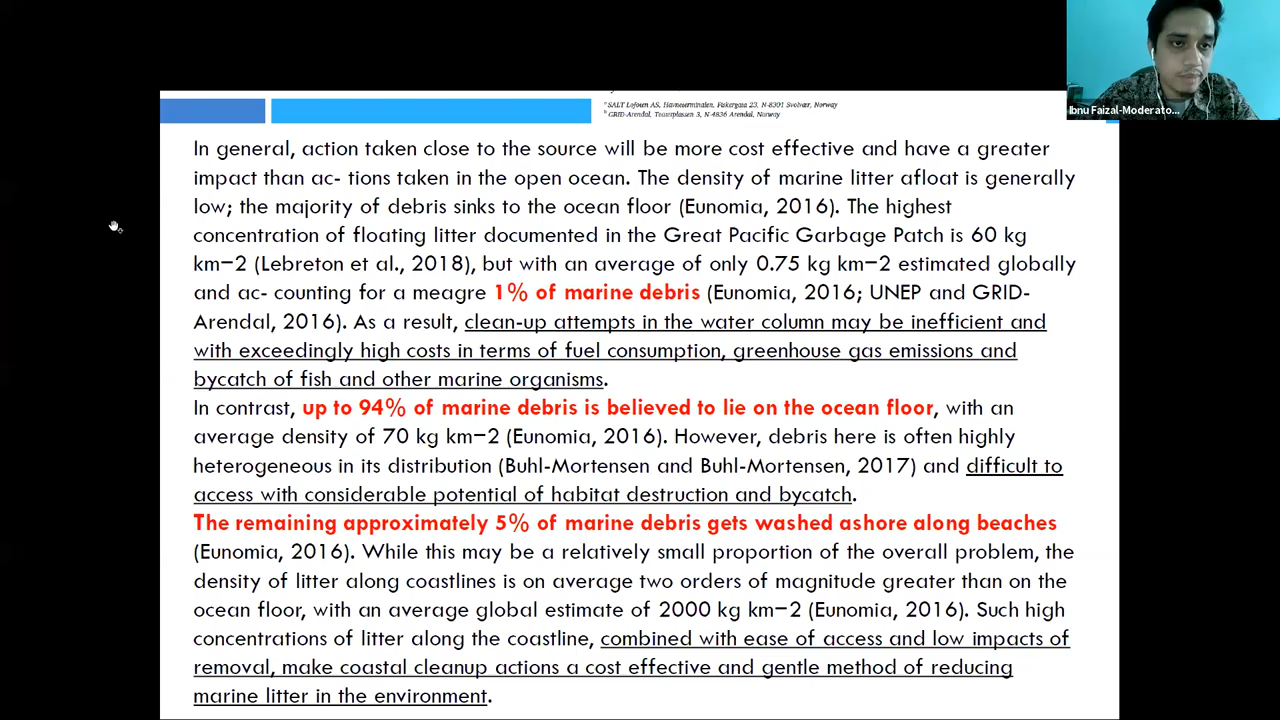 ᵃ SALT Lofoten AS, Havneterminalen, Fiskergata 23, N-8301 Svolvær, Norway
ᵇ GRID-Arendal, Teaterplassen 3, N-4836 Arendal, Norway
Ibnu Faizal-Moderato...
In general, action taken close to the source will be more cost effective and have a greater
impact than ac- tions taken in the open ocean. The density of marine litter afloat is generally
low; the majority of debris sinks to the ocean floor (Eunomia, 2016). The highest
concentration of floating litter documented in the Great Pacific Garbage Patch is 60 kg
km−2 (Lebreton et al., 2018), but with an average of only 0.75 kg km−2 estimated globally
and ac- counting for a meagre 1% of marine debris (Eunomia, 2016; UNEP and GRID-
Arendal, 2016). As a result, clean-up attempts in the water column may be inefficient and
with exceedingly high costs in terms of fuel consumption, greenhouse gas emissions and
bycatch of fish and other marine organisms.
In contrast, up to 94% of marine debris is believed to lie on the ocean floor, with an
average density of 70 kg km−2 (Eunomia, 2016). However, debris here is often highly
heterogeneous in its distribution (Buhl-Mortensen and Buhl-Mortensen, 2017) and difficult to
access with considerable potential of habitat destruction and bycatch.
The remaining approximately 5% of marine debris gets washed ashore along beaches
(Eunomia, 2016). While this may be a relatively small proportion of the overall problem, the
density of litter along coastlines is on average two orders of magnitude greater than on the
ocean floor, with an average global estimate of 2000 kg km−2 (Eunomia, 2016). Such high
concentrations of litter along the coastline, combined with ease of access and low impacts of
removal, make coastal cleanup actions a cost effective and gentle method of reducing
marine litter in the environment.